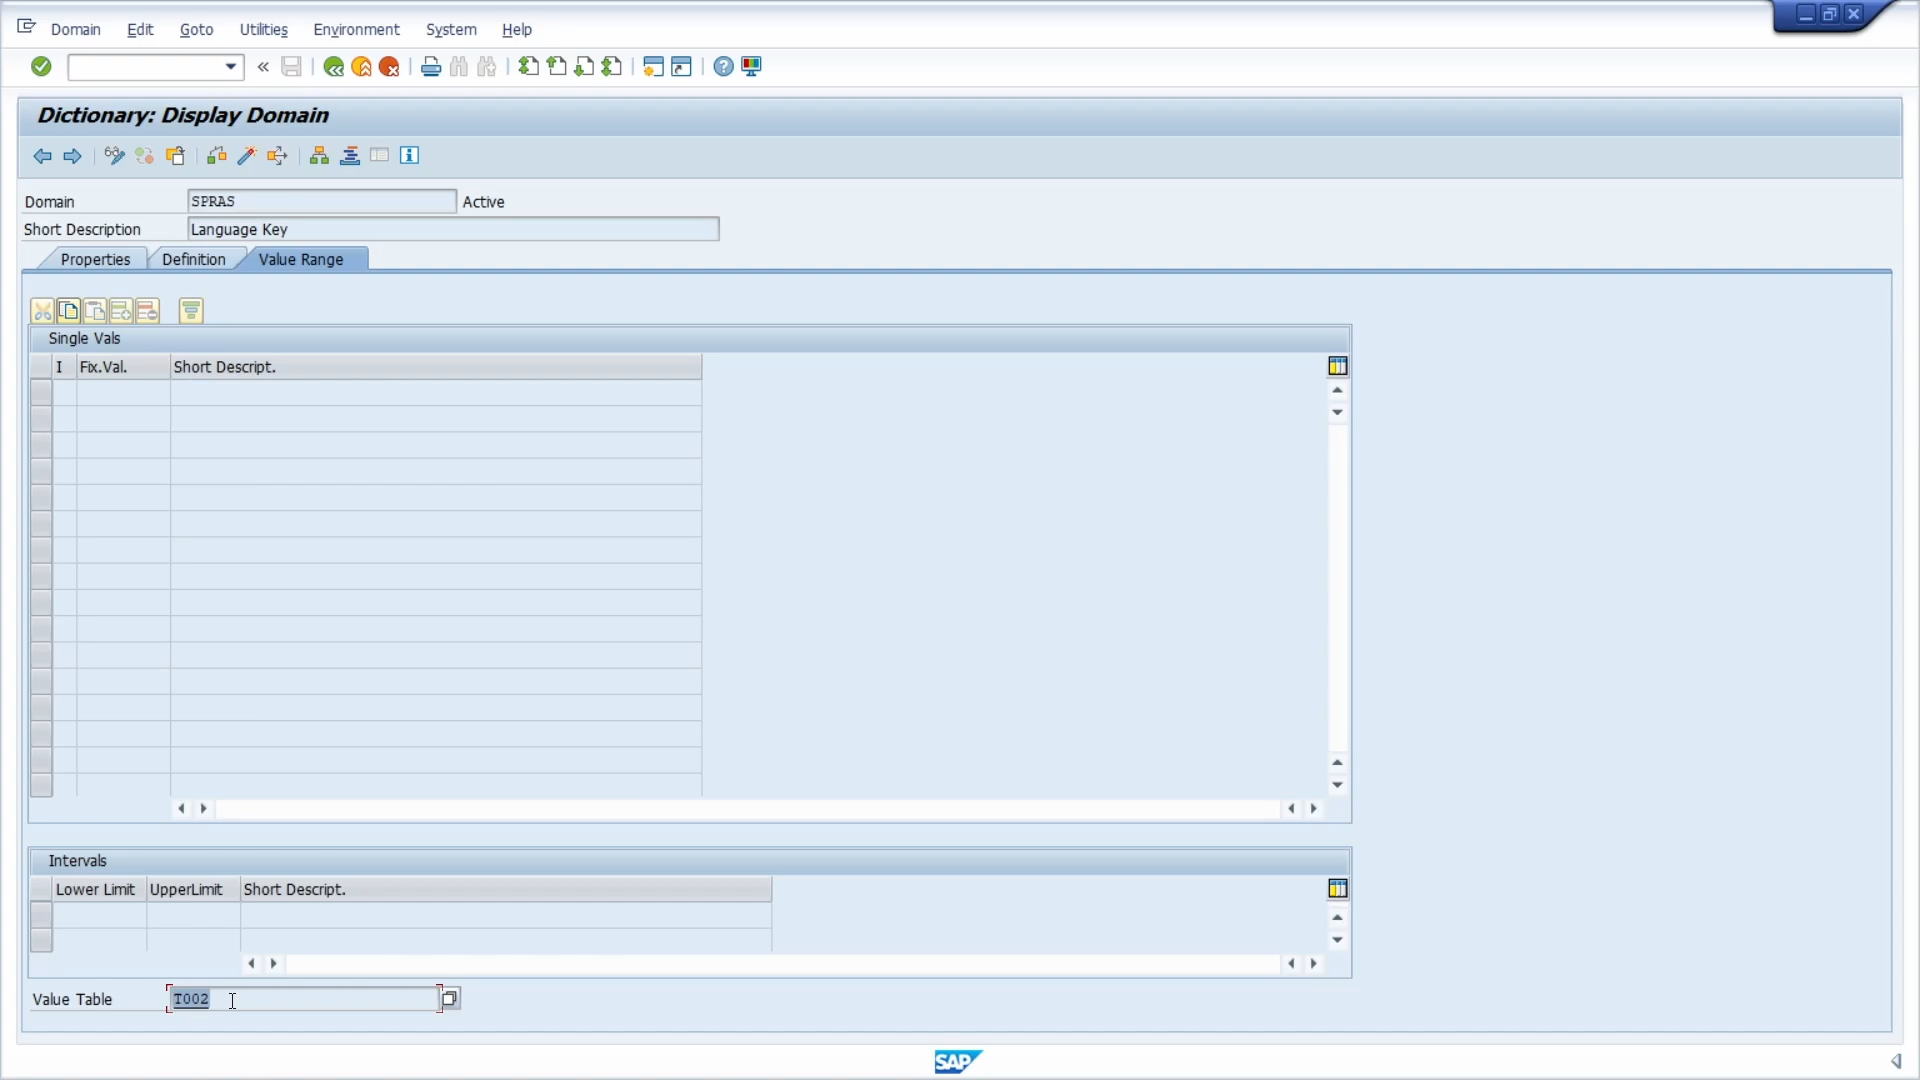 Domain Edit Goto Utilities Environment System Help
Dictionary: Display Domain
Domain SPRAS Active
Short Description Language Key
Properties Definition Value Range
Single Vals
I Fix.Val. Short Descript.
Intervals
Lower Limit UpperLimit Short Descript.
Value Table T002
SAP